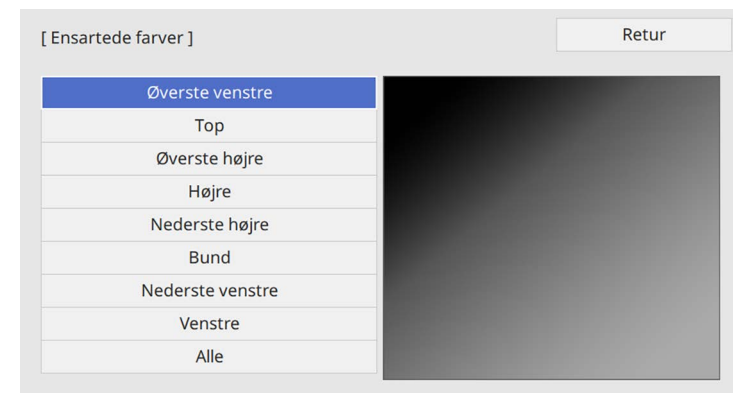 [ Ensartede farver ]
Retur
Øverste venstre
Top
Øverste højre
Højre
Nederste højre
Bund
Nederste venstre
Venstre
Alle